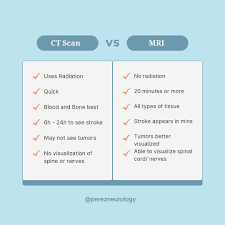 CT Scan
VS
MRI
Uses Radiation
Quick
Blood and Bone best
6h - 24h to see stroke
May not see tumors
No visualization of
spine or nerves
No radiation
20 minutes or more
All types of tissue
Stroke appears in mins
Tumors better
visualized
Able to visualize spinal
cord/ nerves
@perezmeurology